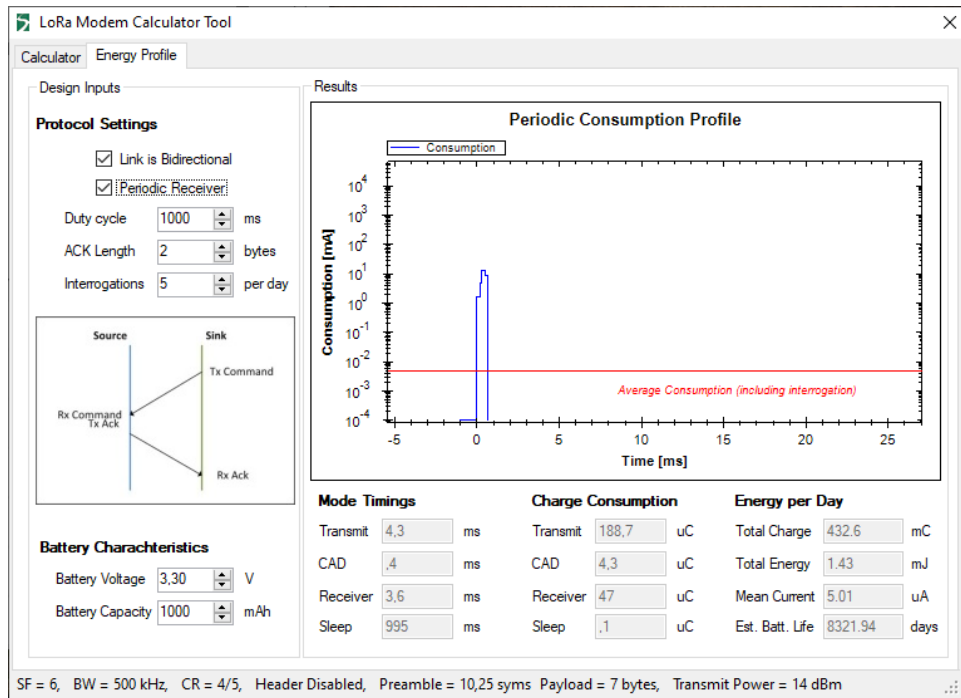 LoRa Modem Calculator Tool
Calculator Energy Profile
Design Inputs
Protocol Settings
Link is Bidirectional
Periodic Receiver
Duty cycle 1000 ms
ACK Length 2 bytes
Interrogations 5 per day
Source Sink
Tx Command
Rx Command
Tx Ack
Rx Ack
Battery Charachteristics
Battery Voltage 3,30 V
Battery Capacity 1000 mAh
Results
Periodic Consumption Profile
Consumption
Consumption [mA]
10^4
10^3
10^2
10^1
10^0
10^-1
10^-2
10^-3
10^-4
Average Consumption (including interrogation)
-5 0 5 10 15 20 25
Time [ms]
Mode Timings
Transmit 4,3 ms
CAD ,4 ms
Receiver 3,6 ms
Sleep 995 ms
Charge Consumption
Transmit 188,7 uC
CAD 4,3 uC
Receiver 47 uC
Sleep ,1 uC
Energy per Day
Total Charge 432.6 mC
Total Energy 1.43 mJ
Mean Current 5.01 uA
Est. Batt. Life 8321.94 days
SF = 6, BW = 500 kHz, CR = 4/5, Header Disabled, Preamble = 10,25 syms Payload = 7 bytes, Transmit Power = 14 dBm